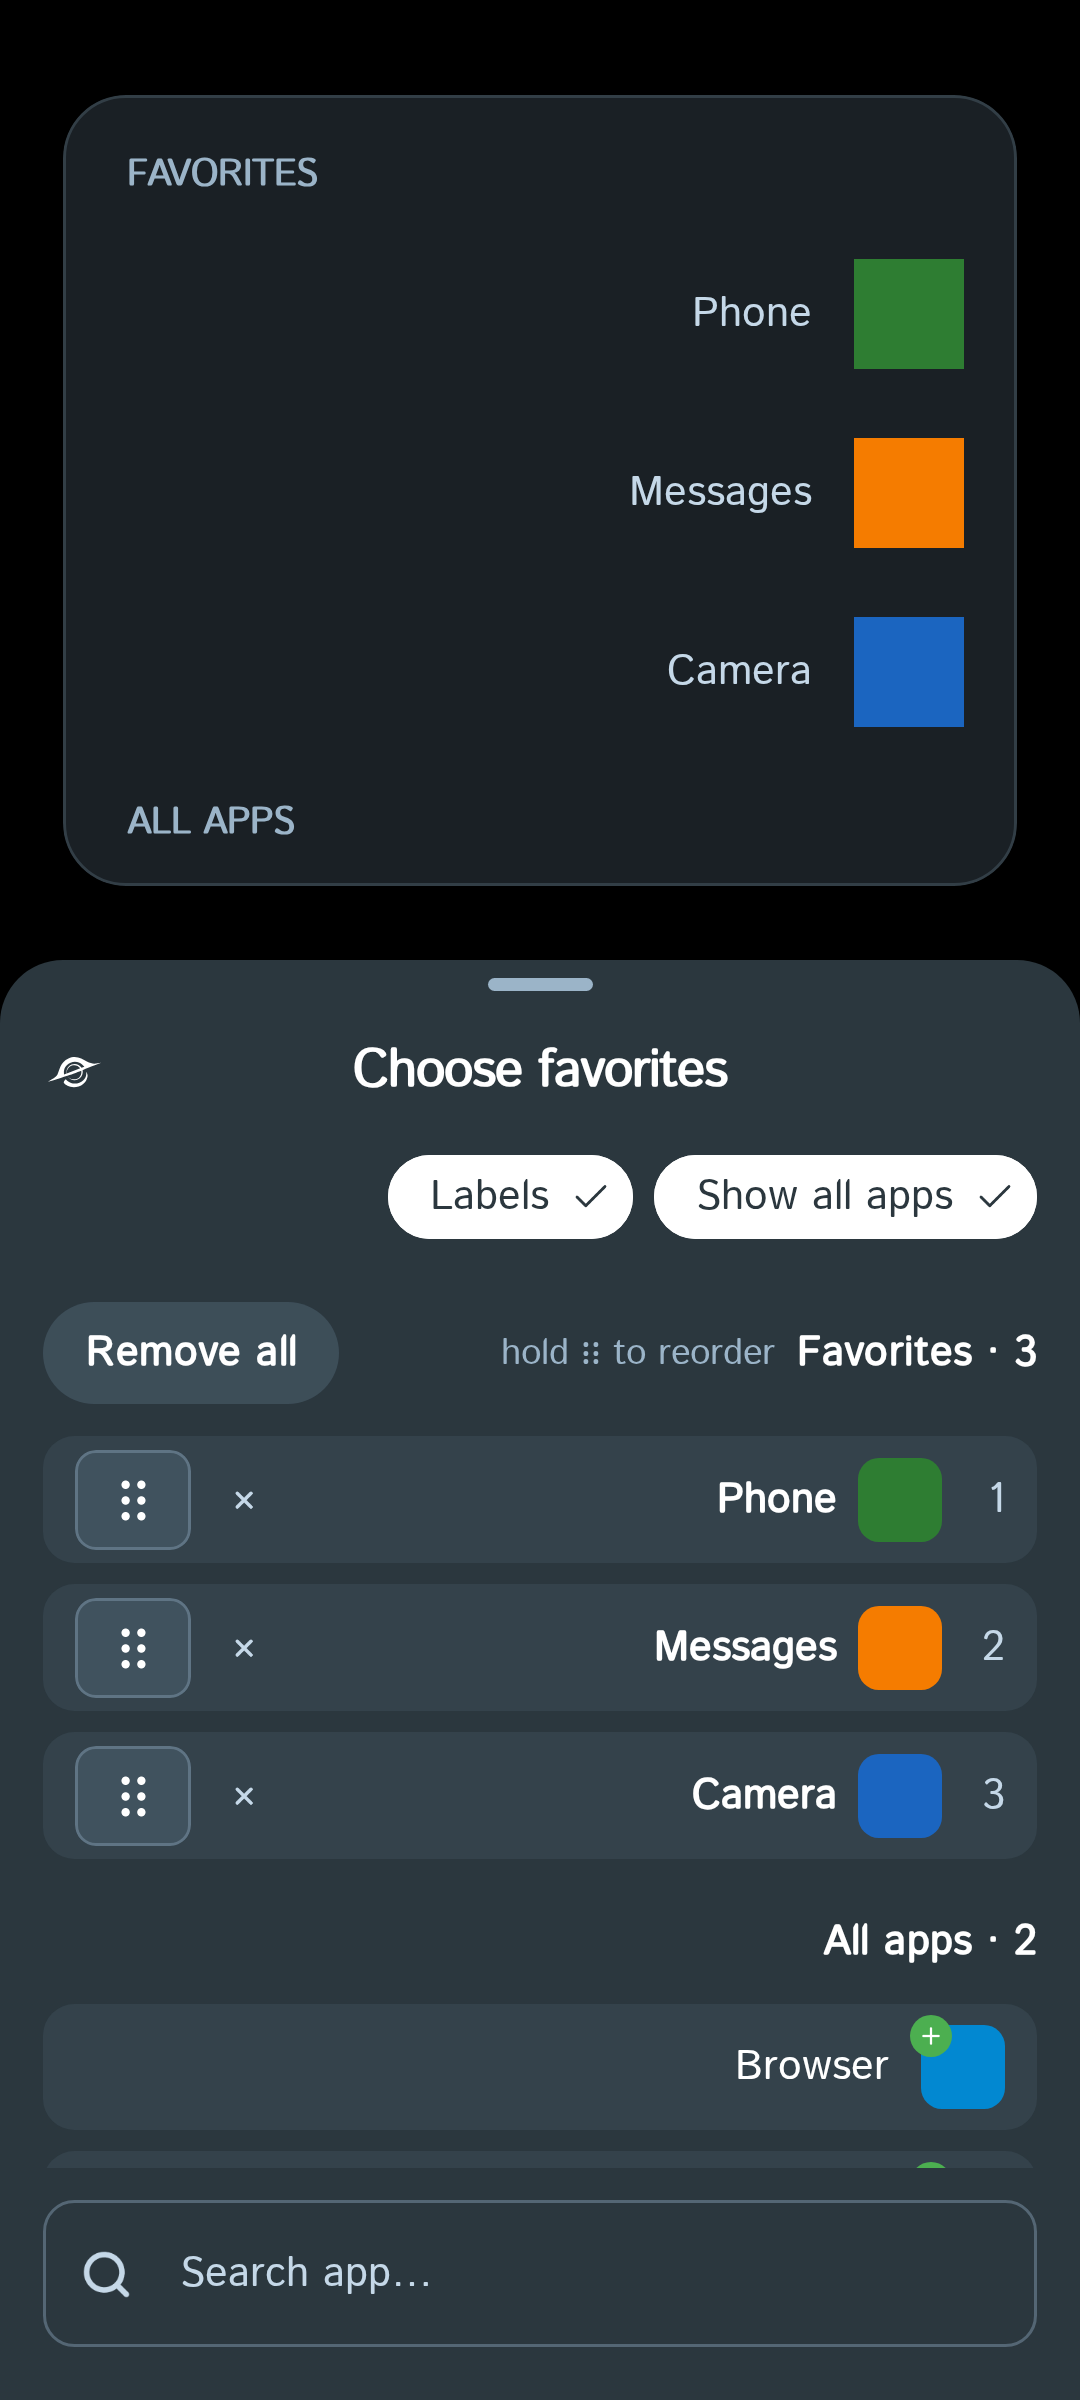 FAVORITES
Phone
Messages
Camera
ALL APPS
Choose favorites
Labels
Show all apps
Remove all
hold ⠿ to reorder
Favorites · 3
× Phone 1
× Messages 2
× Camera 3
All apps · 2
Browser
Search app...